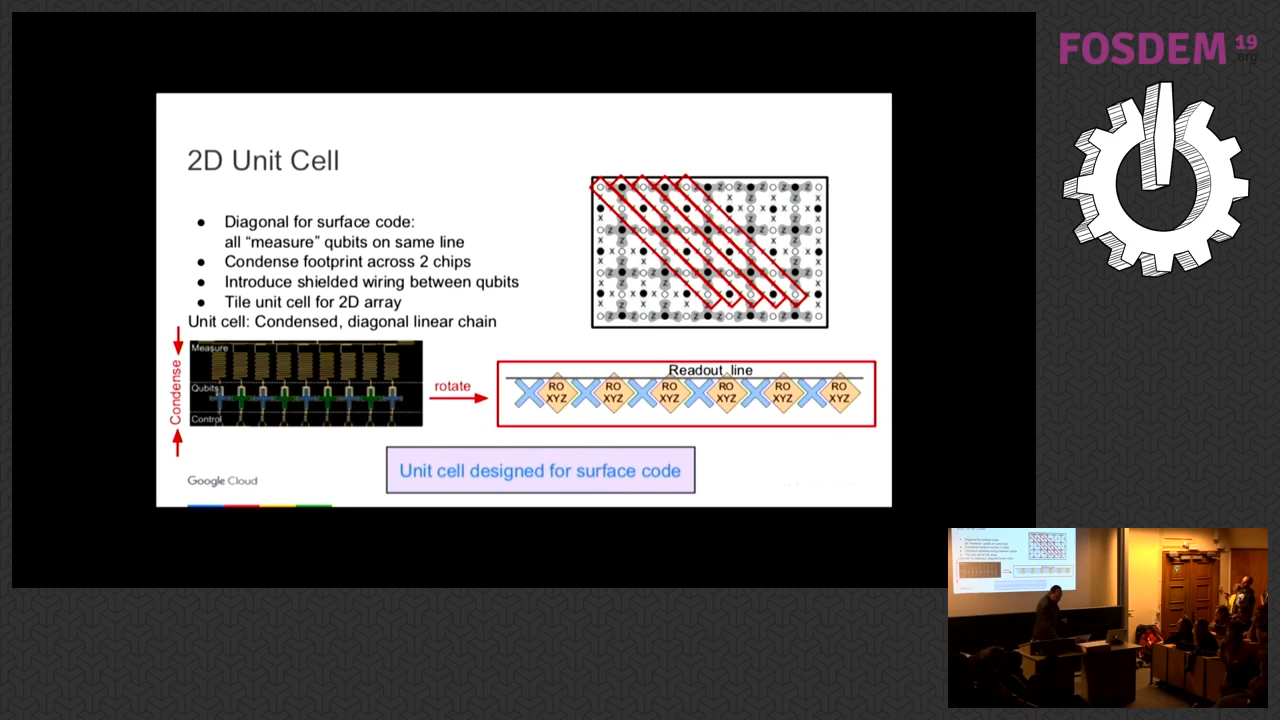 FOSDEM 19
.org
2D Unit Cell
● Diagonal for surface code:
all “measure” qubits on same line
● Condense footprint across 2 chips
● Introduce shielded wiring between qubits
● Tile unit cell for 2D array
Unit cell: Condensed, diagonal linear chain
Condense
Measure
Qubits
Control
rotate
Readout line
RO RO RO RO RO RO
XYZ XYZ XYZ XYZ XYZ XYZ
Unit cell designed for surface code
Google Cloud